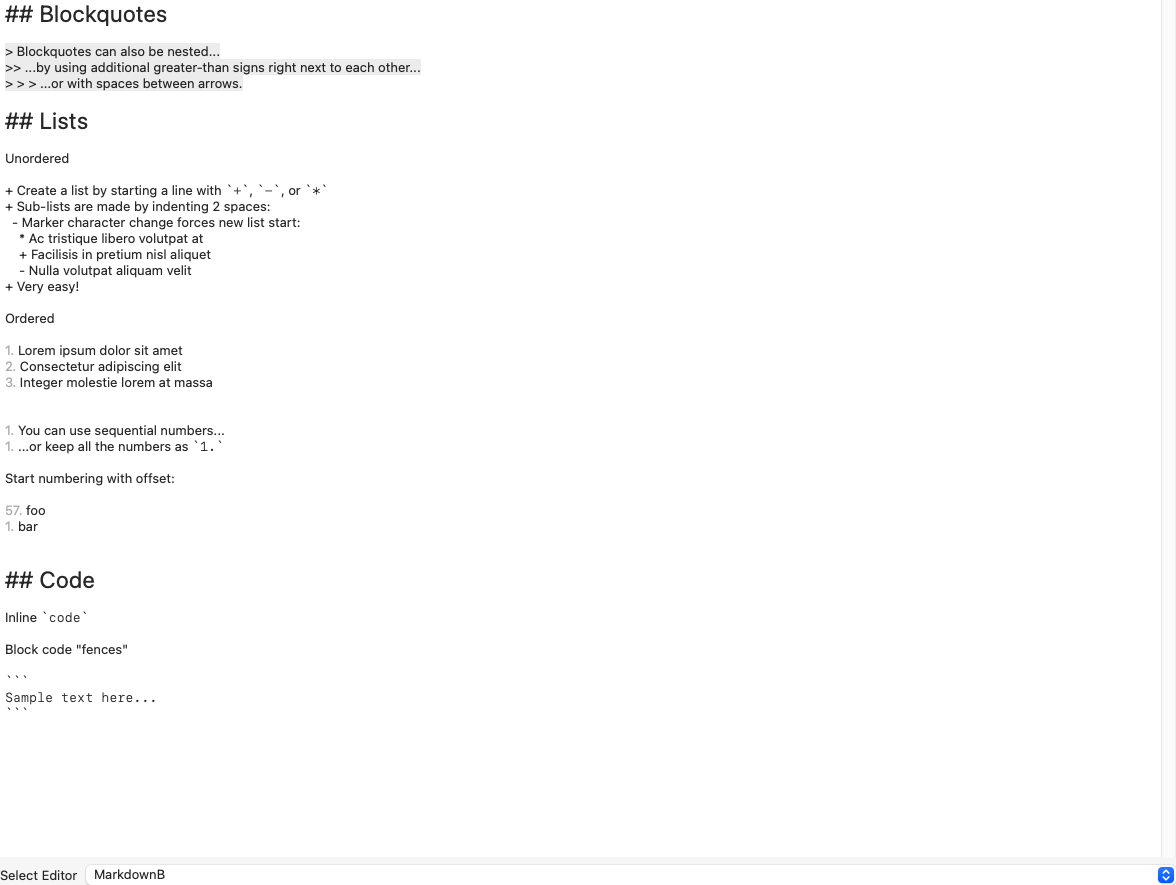 ## Blockquotes
> Blockquotes can also be nested...
>> ...by using additional greater-than signs right next to each other...
> > > ...or with spaces between arrows.
## Lists
Unordered
+ Create a list by starting a line with `+`, `-`, or `*`
+ Sub-lists are made by indenting 2 spaces:
  - Marker character change forces new list start:
    * Ac tristique libero volutpat at
    + Facilisis in pretium nisl aliquet
    - Nulla volutpat aliquam velit
+ Very easy!
Ordered
1. Lorem ipsum dolor sit amet
2. Consectetur adipiscing elit
3. Integer molestie lorem at massa
1. You can use sequential numbers...
1. ...or keep all the numbers as `1.`
Start numbering with offset:
57. foo
1. bar
## Code
Inline `code`
Block code "fences"
```
Sample text here...
```
Select Editor MarkdownB